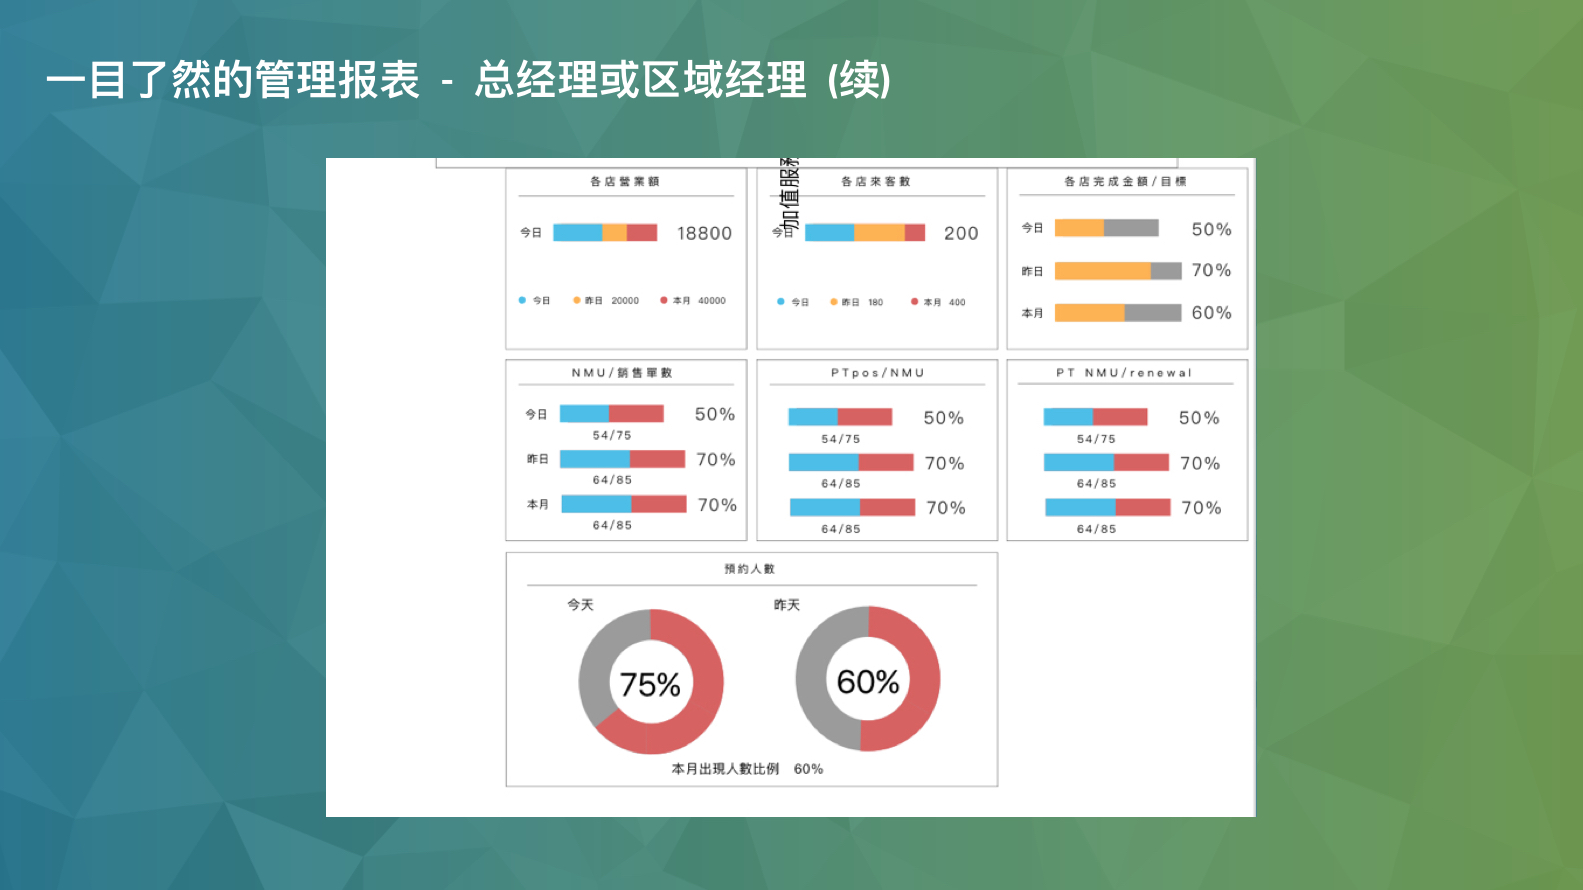 一目了然的管理报表 - 总经理或区域经理 (续)
加值服務
各店營業額
今日 18800
今日 昨日 20000 本月 40000
各店來客數
今日 200
今日 昨日 180 本月 400
各店完成金額/目標
今日 50%
昨日 70%
本月 60%
NMU/銷售單數
今日 50%
54/75
昨日 70%
64/85
本月 70%
64/85
PTpos/NMU
50%
54/75
70%
64/85
70%
64/85
PT NMU/renewal
50%
54/75
70%
64/85
70%
64/85
預約人數
今天 昨天
75% 60%
本月出現人數比例 60%